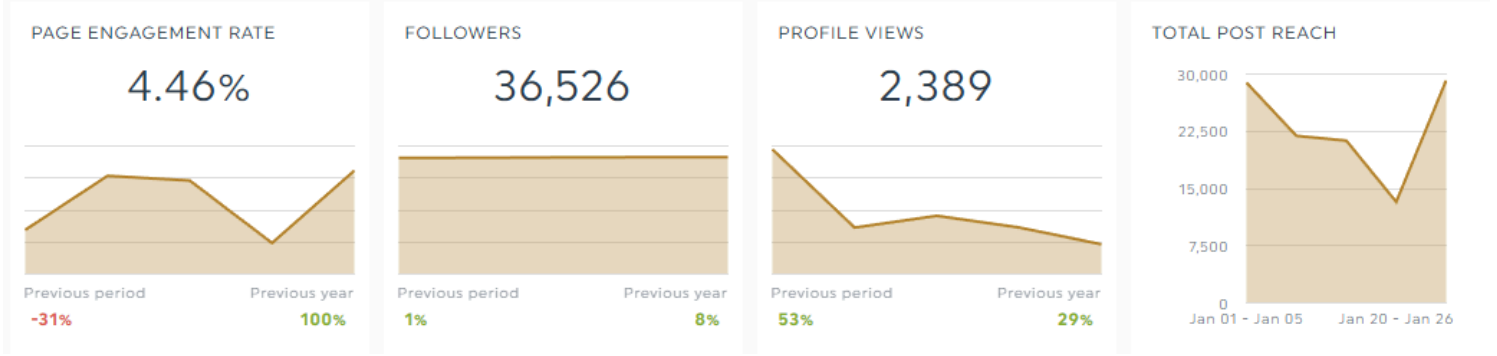 PAGE ENGAGEMENT RATE
4.46%
Previous period
Previous year
-31%
100%
FOLLOWERS
36,526
Previous period
Previous year
1%
8%
PROFILE VIEWS
2,389
Previous period
Previous year
53%
29%
TOTAL POST REACH
30,000
22,500
15,000
7,500
0
Jan 01 - Jan 05
Jan 20 - Jan 26